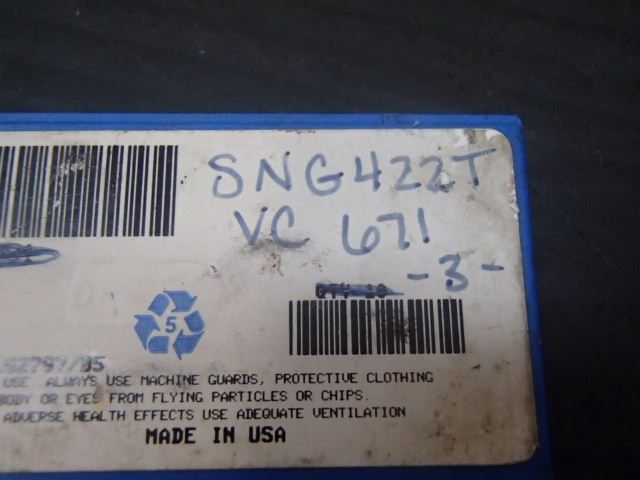 SNG422T
VC 671
-3-
5
USE. ALWAYS USE MACHINE GUARDS, PROTECTIVE CLOTHING
BODY OR EYES FROM FLYING PARTICLES OR CHIPS.
ADVERSE HEALTH EFFECTS USE ADEQUATE VENTILATION
MADE IN USA